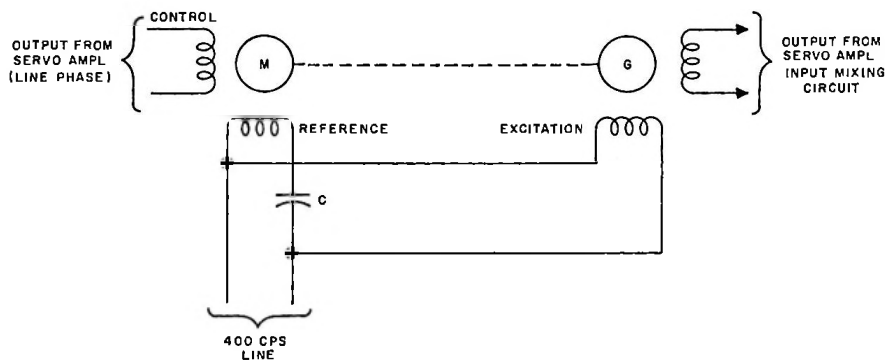 CONTROL
OUTPUT FROM
SERVO AMPL
(LINE PHASE)
M
G
OUTPUT FROM
SERVO AMPL
INPUT MIXING
CIRCUIT
REFERENCE
EXCITATION
C
400 CPS
LINE